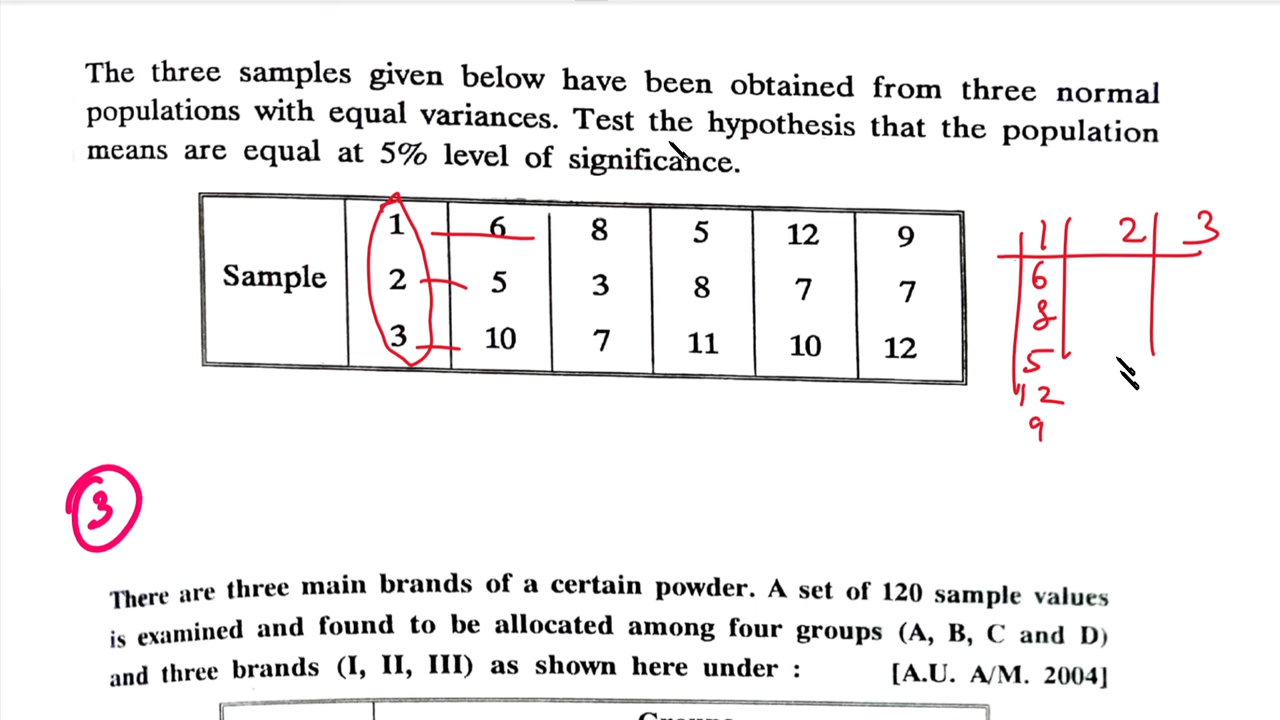 The three samples given below have been obtained from three normal
populations with equal variances. Test the hypothesis that the population
means are equal at 5% level of significance.
1 6 8 5 12 9
Sample 2 5 3 8 7 7
3 10 7 11 10 12
1 2 3
6
8
5
12
9
3
There are three main brands of a certain powder. A set of 120 sample values
is examined and found to be allocated among four groups (A, B, C and D)
and three brands (I, II, III) as shown here under : [A.U. A/M. 2004]